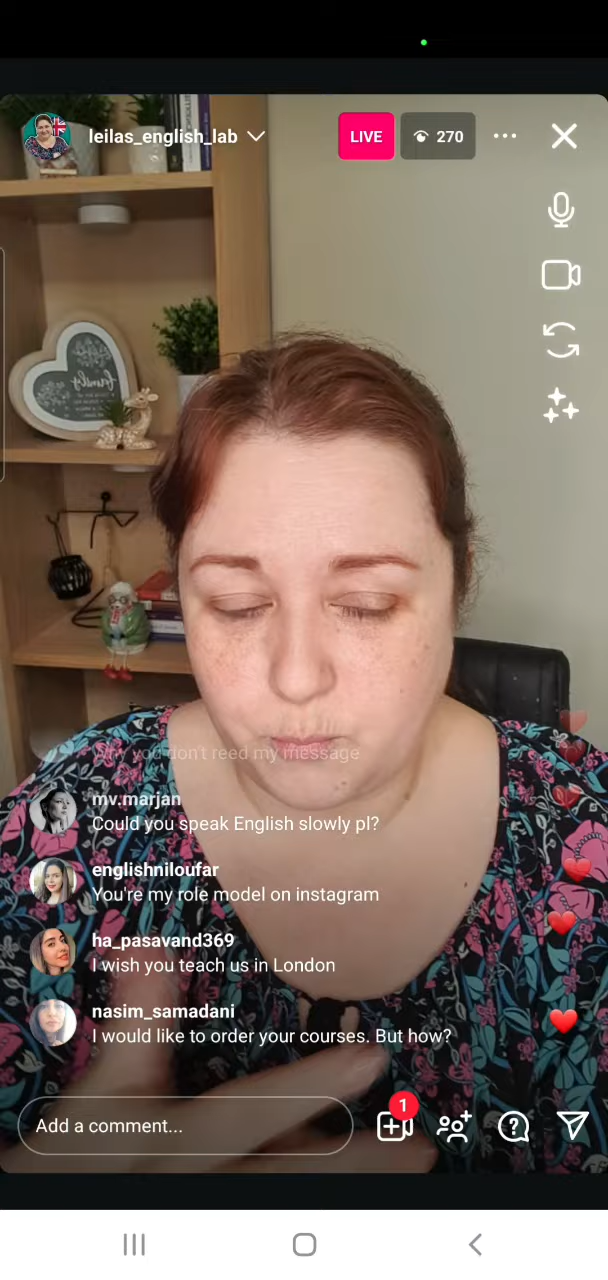 leilas_english_lab
LIVE
270
family
Why you don't reed my message
mv.marjan
Could you speak English slowly pl?
englishniloufar
You're my role model on instagram
ha_pasavand369
I wish you teach us in London
nasim_samadani
I would like to order your courses. But how?
1
Add a comment...